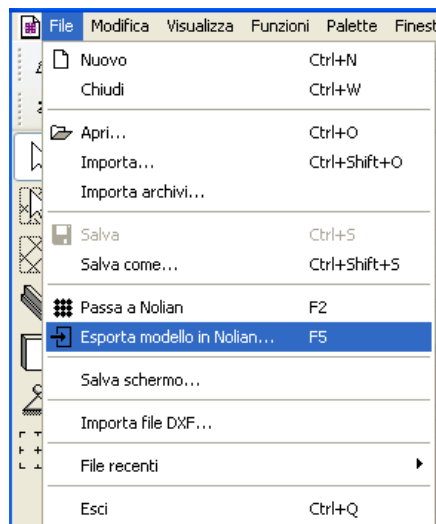 File Modifica Visualizza Funzioni Palette Finest
Nuovo Ctrl+N
Chiudi Ctrl+W
Apri... Ctrl+O
Importa... Ctrl+Shift+O
Importa archivi...
Salva Ctrl+S
Salva come... Ctrl+Shift+S
Passa a Nolian F2
Esporta modello in Nolian... F5
Salva schermo...
Importa file DXF...
File recenti
Esci Ctrl+Q